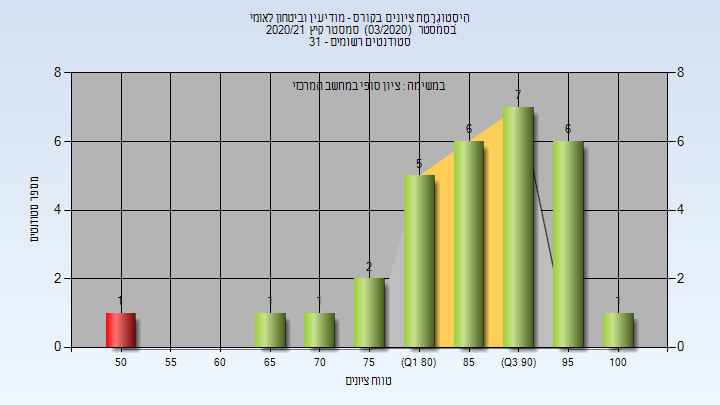 היסטוגרמת ציונים בקורס - מודיעין וביטחון לאומי
בסמסטר (03/2020) סמסטר קיץ 2020/21
סטודנטים רשומים - 31
במשימה : ציון סופי במחשב המרכזי
8 8
6 6
4 4
2 2
0 0
מספר סטודנטים
1 1 1 2 5 6 7 6 1
50 55 60 65 70 75 (Q1 80) 85 (Q3 90) 95 100
טווח ציונים